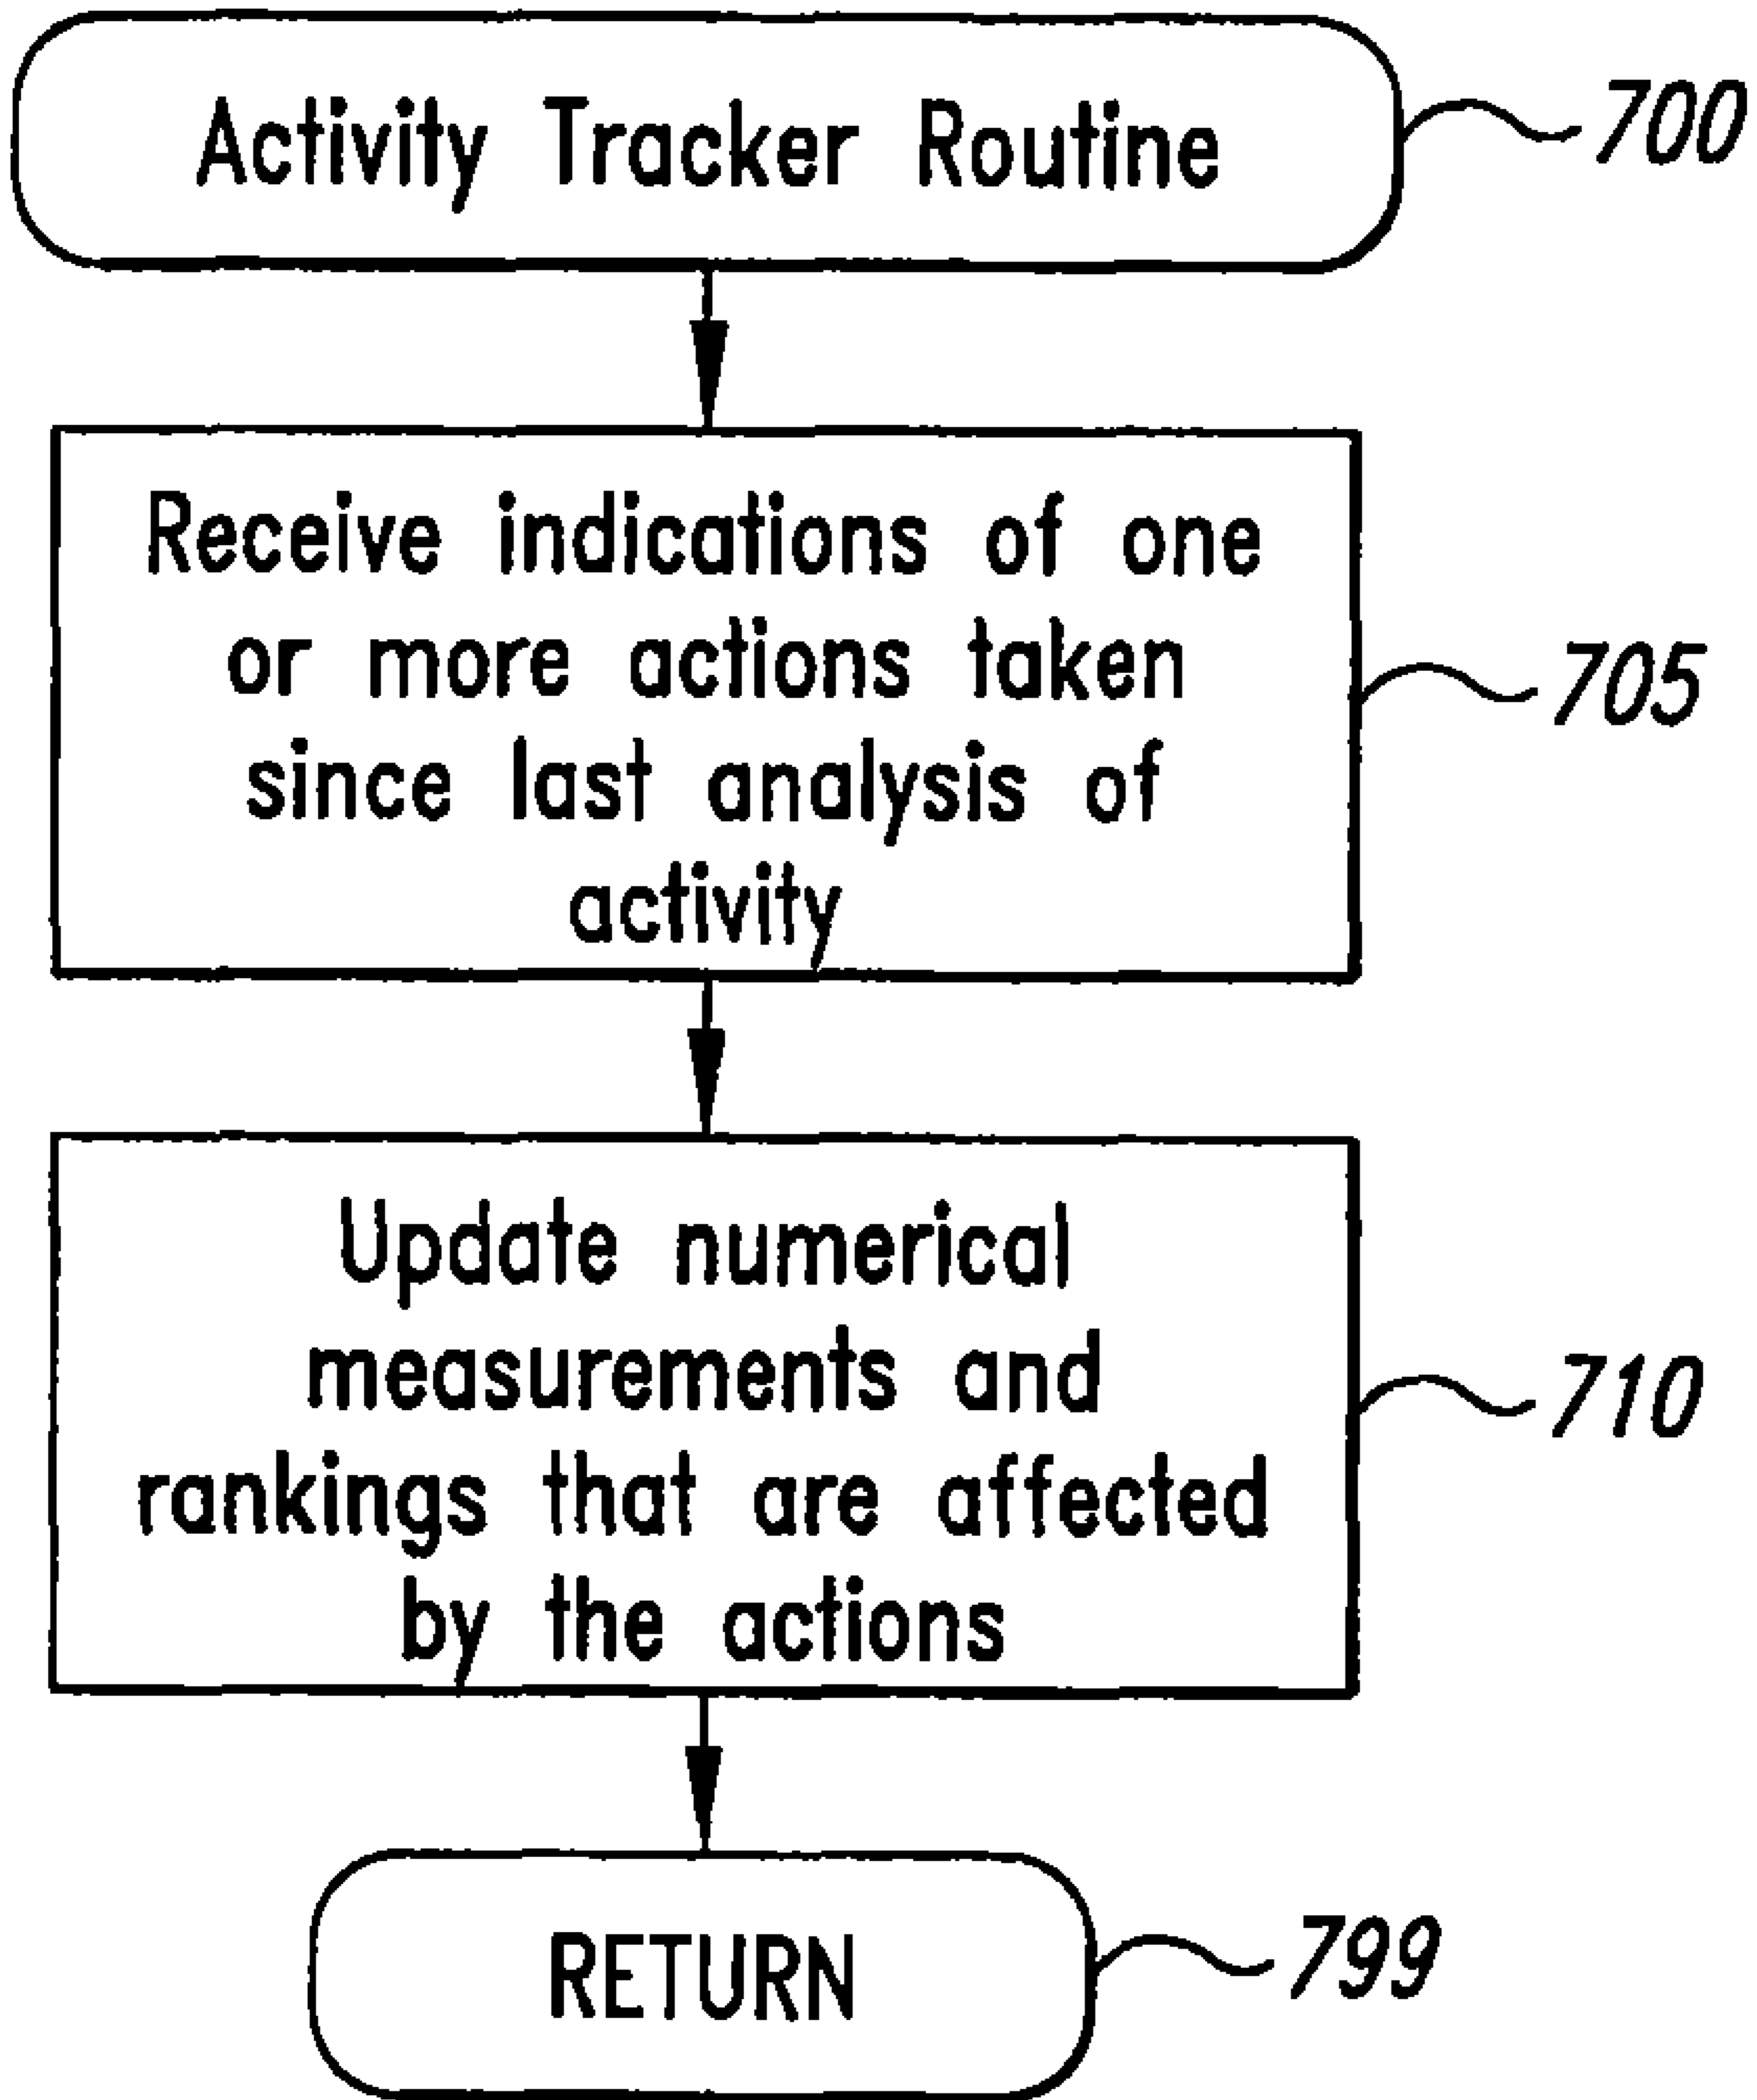 Activity Tracker Routine
700
Receive indications of one
or more actions taken
since last analysis of
activity
705
Update numerical
measurements and
rankings that are affected
by the actions
710
RETURN
799